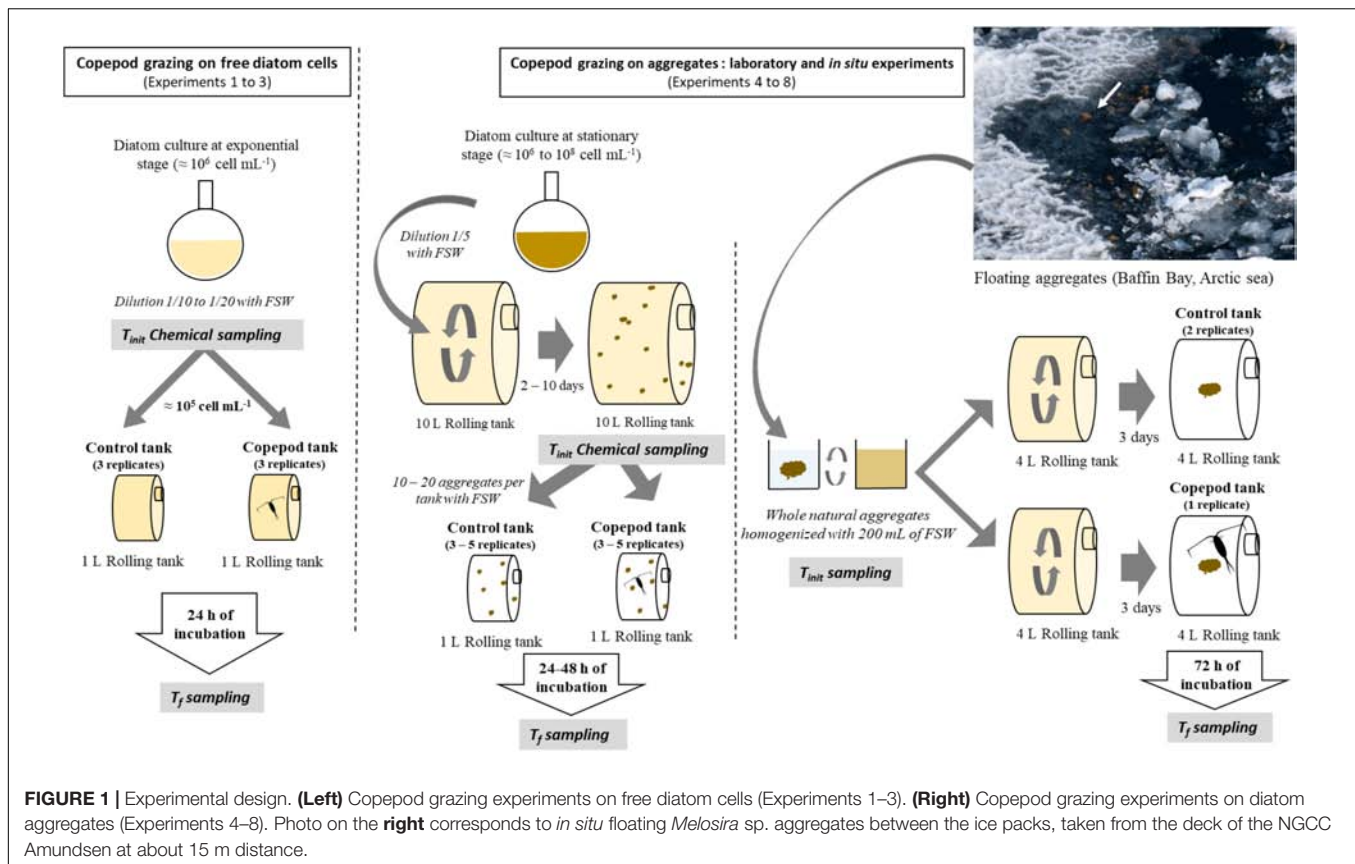 Copepod grazing on free diatom cells
(Experiments 1 to 3)
Diatom culture at exponential
stage (≈ 10⁶ cell mL⁻¹)
Dilution 1/10 to 1/20 with FSW
T_init Chemical sampling
≈ 10⁵ cell mL⁻¹
Control tank
(3 replicates)
Copepod tank
(3 replicates)
1 L Rolling tank
1 L Rolling tank
24 h of
incubation
T_f sampling
Copepod grazing on aggregates : laboratory and in situ experiments
(Experiments 4 to 8)
Diatom culture at stationary
stage (≈ 10⁶ to 10⁸ cell mL⁻¹)
Dilution 1/5
with FSW
2 – 10 days
10 L Rolling tank
10 L Rolling tank
T_init Chemical sampling
10 – 20 aggregates per
tank with FSW
Control tank
(3 – 5 replicates)
Copepod tank
(3 – 5 replicates)
1 L Rolling tank
1 L Rolling tank
24-48 h of
incubation
T_f sampling
Floating aggregates (Baffin Bay, Arctic sea)
Whole natural aggregates
homogenized with 200 mL of FSW
T_init sampling
Control tank
(2 replicates)
3 days
4 L Rolling tank
4 L Rolling tank
Copepod tank
(1 replicate)
3 days
4 L Rolling tank
4 L Rolling tank
72 h of
incubation
T_f sampling
FIGURE 1 | Experimental design. (Left) Copepod grazing experiments on free diatom cells (Experiments 1–3). (Right) Copepod grazing experiments on diatom
aggregates (Experiments 4–8). Photo on the right corresponds to in situ floating Melosira sp. aggregates between the ice packs, taken from the deck of the NGCC
Amundsen at about 15 m distance.